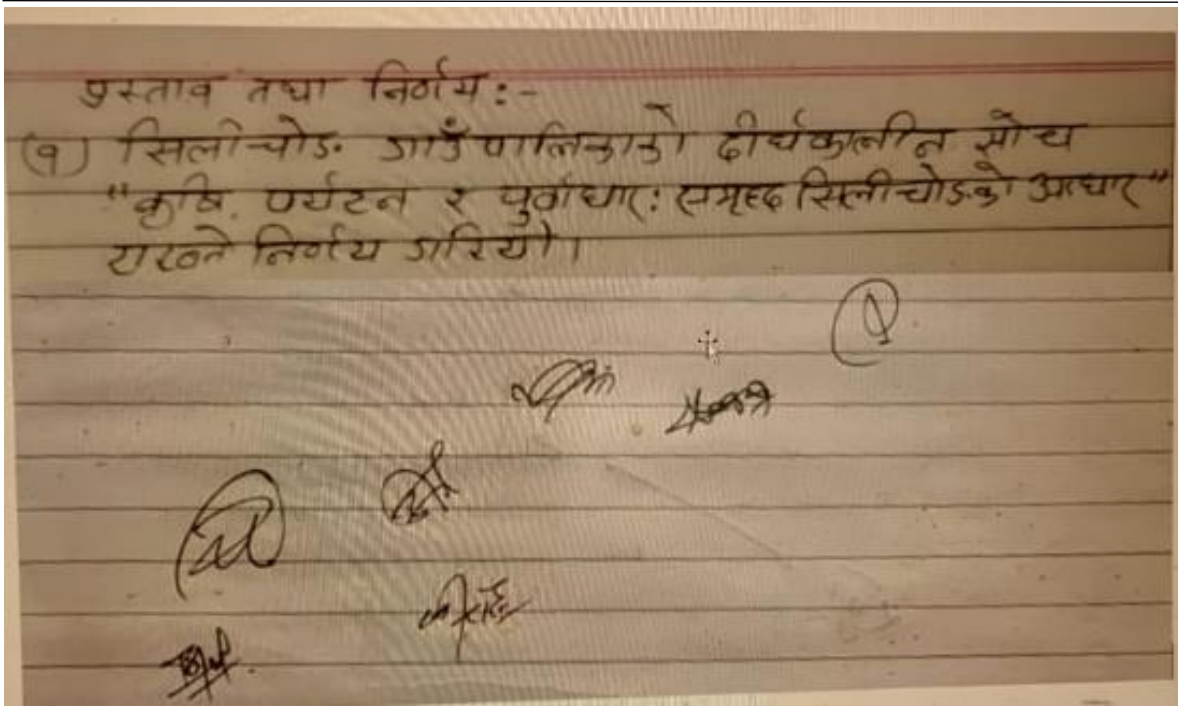 प्रस्ताव तथा निर्णय :-
(१) सिलीचोङ गाउँपालिकाको दीर्घकालीन सोच
"कृषि, पर्यटन र पुर्वाधार: समृद्ध सिलीचोङको आधार"
राख्ने निर्णय गरियो।